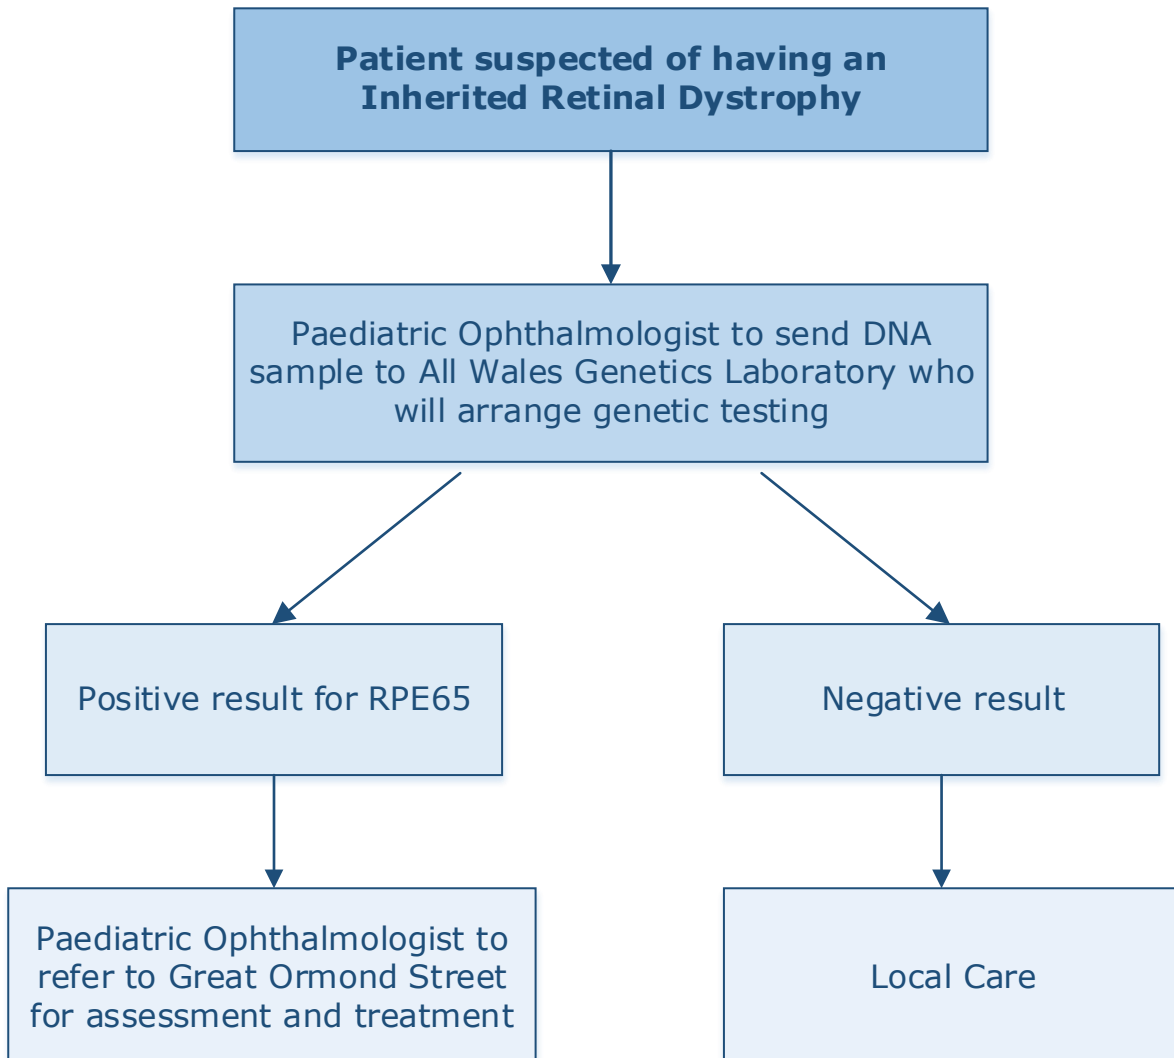 Patient suspected of having an
Inherited Retinal Dystrophy
Paediatric Ophthalmologist to send DNA
sample to All Wales Genetics Laboratory who
will arrange genetic testing
Positive result for RPE65
Negative result
Paediatric Ophthalmologist to
refer to Great Ormond Street
for assessment and treatment
Local Care